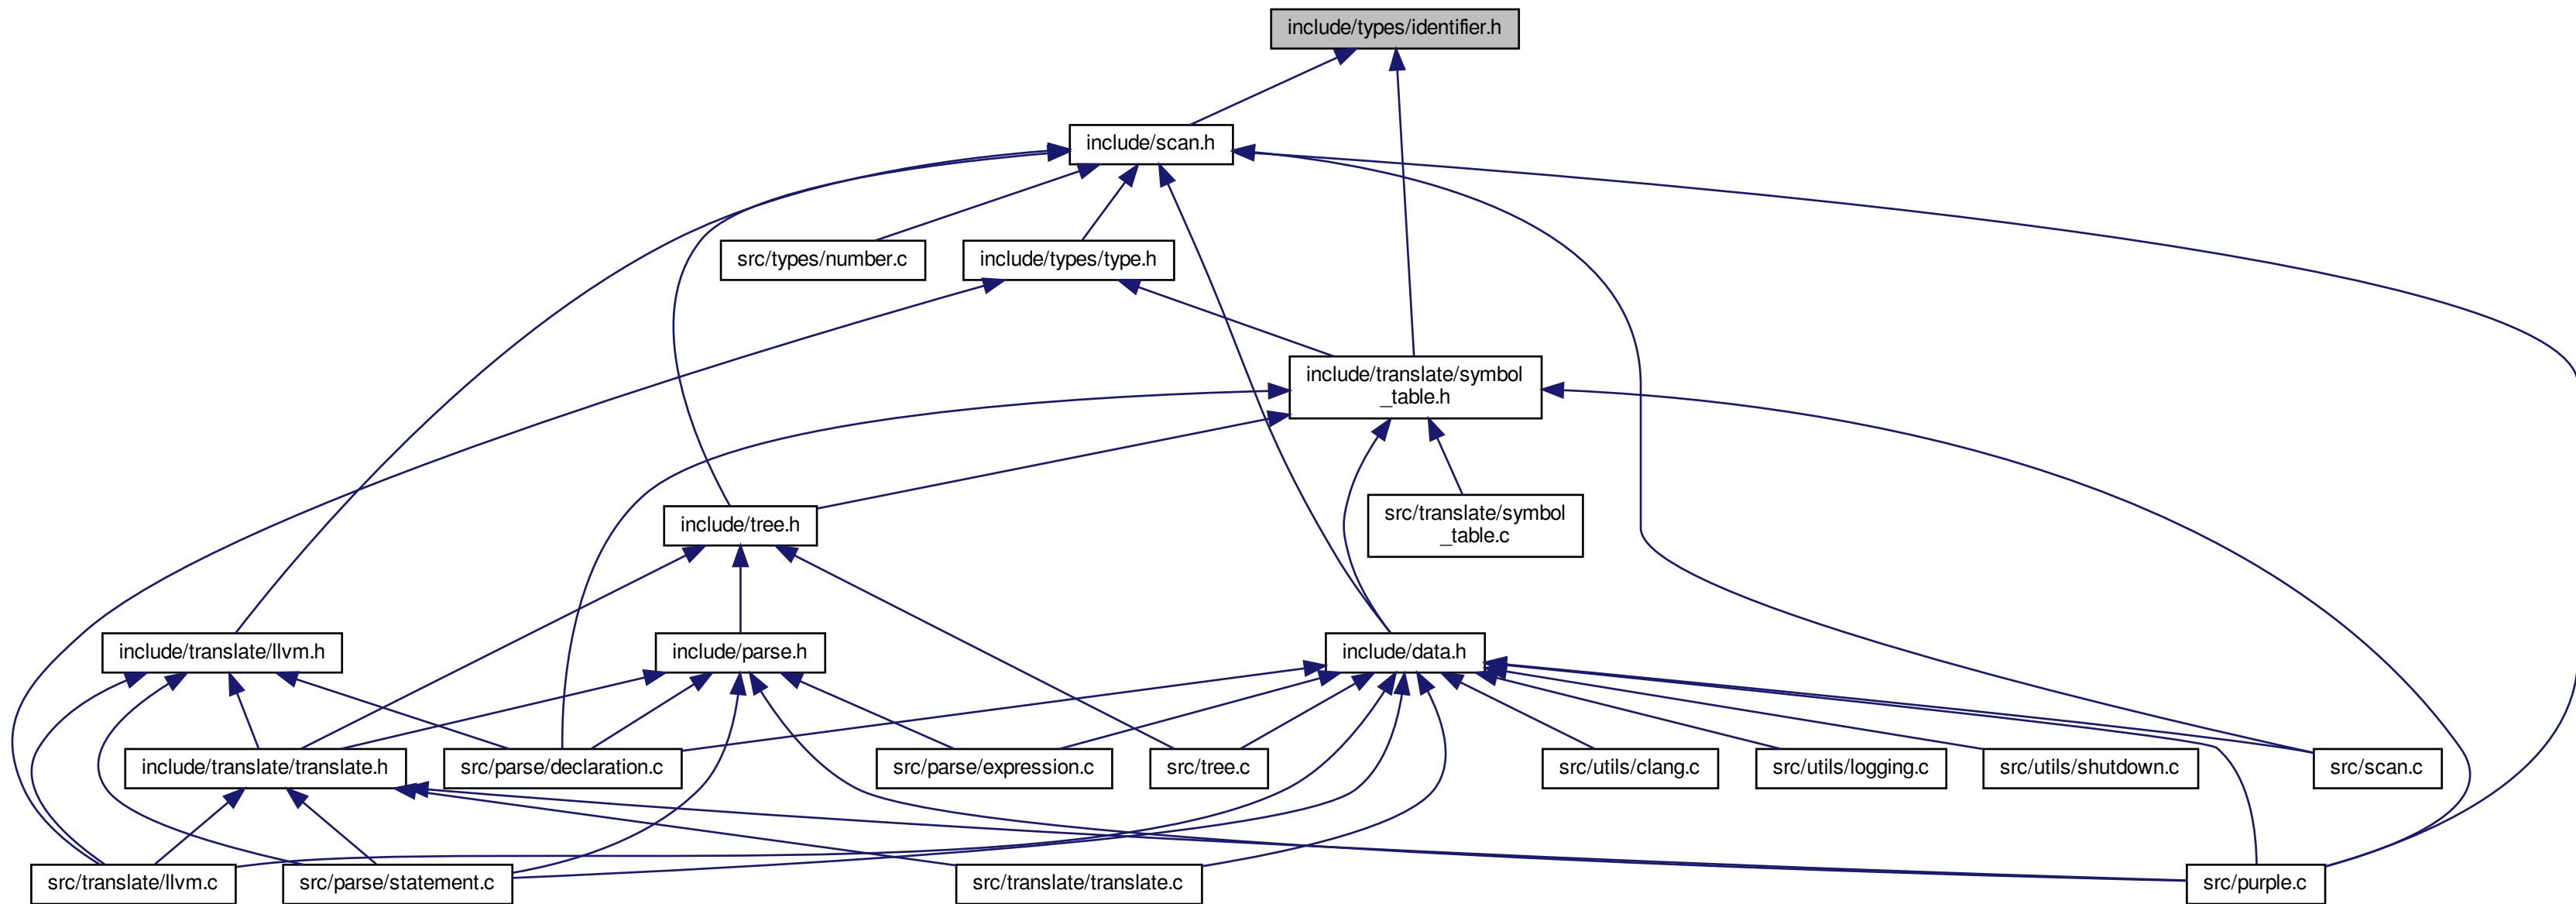 include/types/identifier.h
include/scan.h
src/types/number.c
include/types/type.h
include/translate/symbol
_table.h
include/tree.h
src/translate/symbol
_table.c
include/translate/llvm.h
include/parse.h
include/data.h
include/translate/translate.h
src/parse/declaration.c
src/parse/expression.c
src/tree.c
src/utils/clang.c
src/utils/logging.c
src/utils/shutdown.c
src/scan.c
src/translate/llvm.c
src/parse/statement.c
src/translate/translate.c
src/purple.c